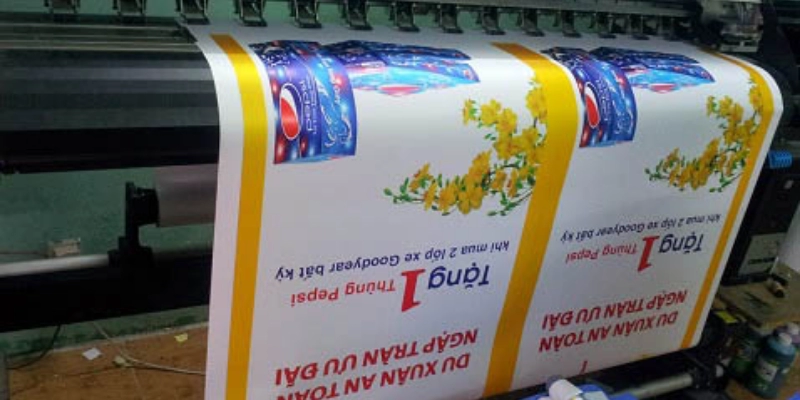 DU XUÂN AN TOÀN
NGẬP TRÀN ƯU ĐÃI
Tặng 1 Thùng Pepsi
khi mua 2 lốp xe Goodyear bất kỳ
pepsi
DU XUÂN AN TOÀN
NGẬP TRÀN ƯU ĐÃI
Tặng 1 Thùng Pepsi
khi mua 2 lốp xe Goodyear bất kỳ